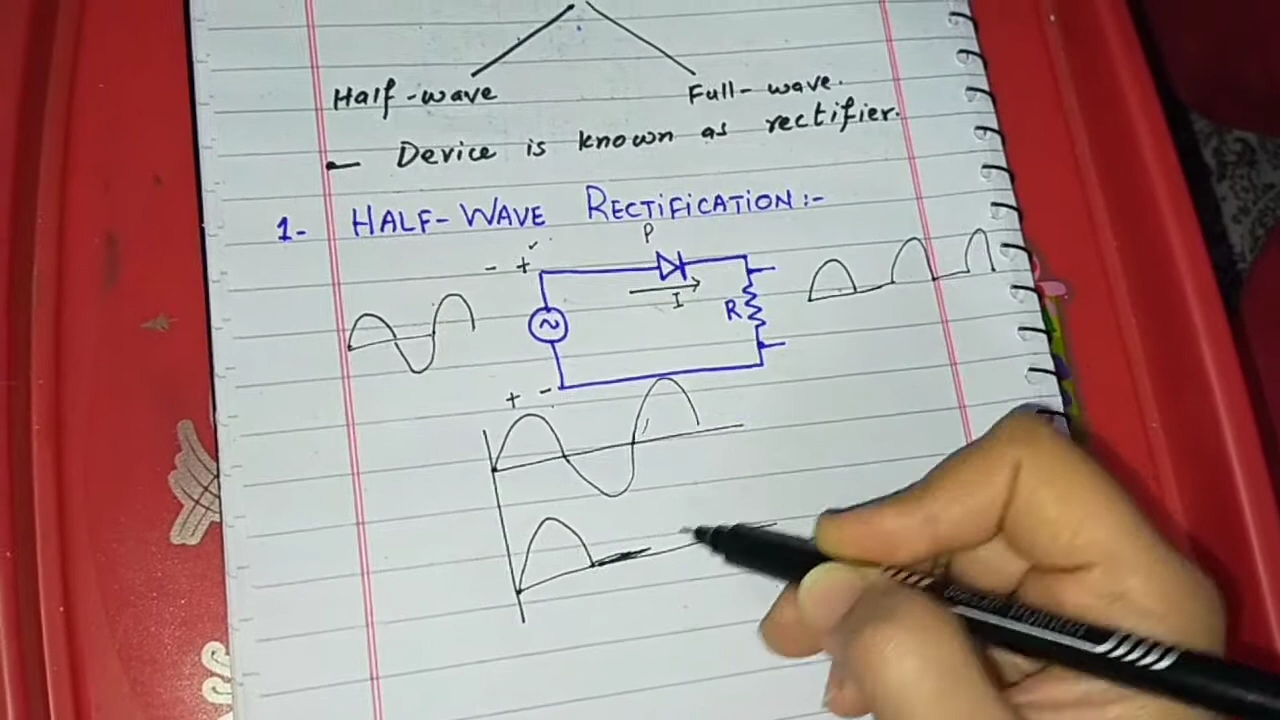 Half-wave Full-wave.
— Device is known as rectifier.
1- HALF-WAVE RECTIFICATION:-
P
- +
I
R
~
+ -